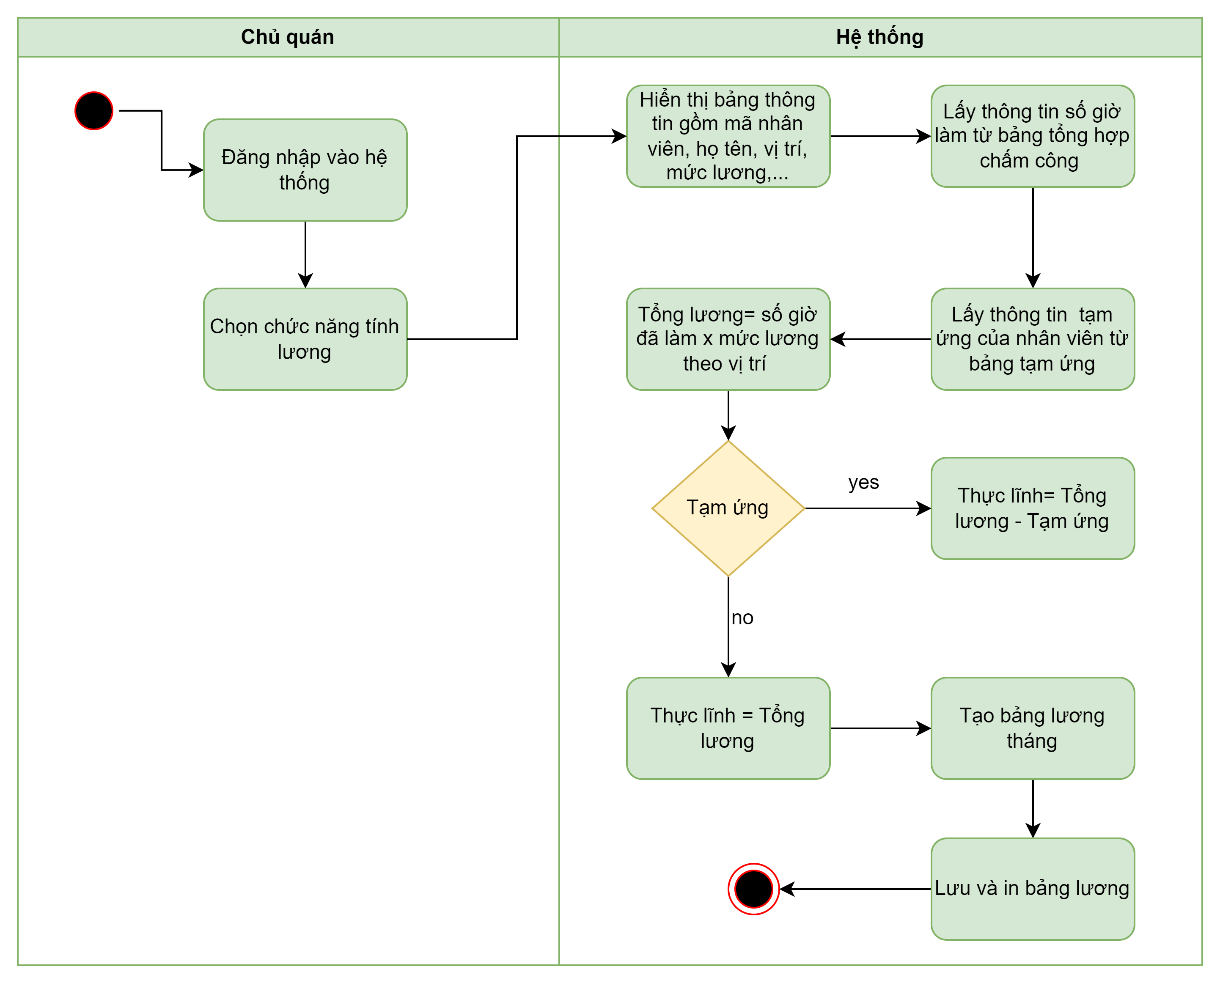 Chủ quán
Hệ thống
Đăng nhập vào hệ
thống
Chọn chức năng tính
lương
Hiển thị bảng thông
tin gồm mã nhân
viên, họ tên, vị trí,
mức lương,...
Lấy thông tin số giờ
làm từ bảng tổng hợp
chấm công
Lấy thông tin  tạm
ứng của nhân viên từ
bảng tạm ứng
Tổng lương= số giờ
đã làm x mức lương
theo vị trí
Tạm ứng
yes
Thực lĩnh= Tổng
lương - Tạm ứng
no
Thực lĩnh = Tổng
lương
Tạo bảng lương
tháng
Lưu và in bảng lương